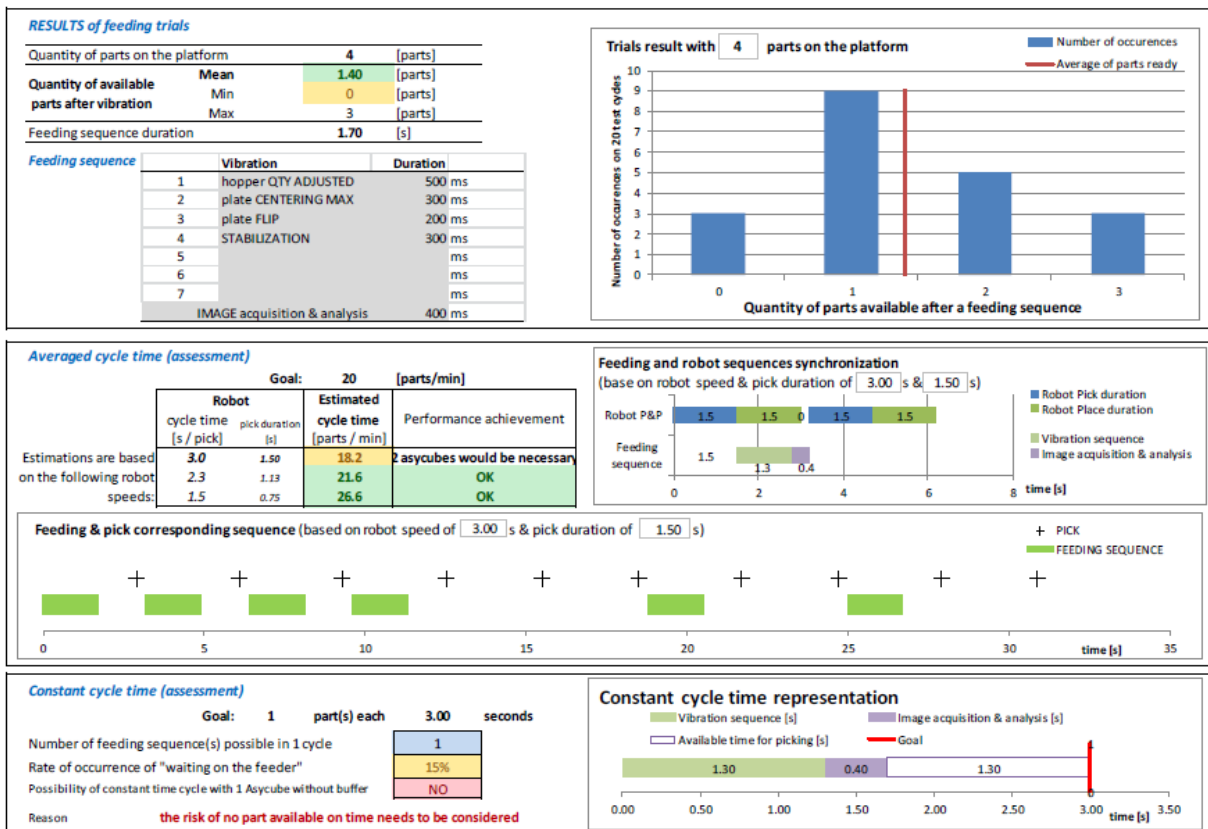 RESULTS of feeding trials
Quantity of parts on the platform 4 [parts]
Quantity of available parts after vibration
Mean 1.40 [parts]
Min 0 [parts]
Max 3 [parts]
Feeding sequence duration 1.70 [s]
Feeding sequence
Vibration Duration
1 hopper QTY ADJUSTED 500 ms
2 plate CENTERING MAX 300 ms
3 plate FLIP 200 ms
4 STABILIZATION 300 ms
5 ms
6 ms
7 ms
IMAGE acquisition & analysis 400 ms
Trials result with 4 parts on the platform
Number of occurences
Average of parts ready
Number of occurences on 20 test cycles
10
9
8
7
6
5
4
3
2
1
0
0 1 2 3
Quantity of parts available after a feeding sequence
Averaged cycle time (assessment)
Goal: 20 [parts/min]
Robot
cycle time [s / pick]
pick duration [s]
Estimated cycle time [parts / min]
Performance achievement
Estimations are based on the following robot speeds:
3.0 1.50 18.2 2 asycubes would be necessary
2.3 1.13 21.6 OK
1.5 0.75 26.6 OK
Feeding and robot sequences synchronization
(base on robot speed & pick duration of 3.00 s & 1.50 s)
Robot P&P 1.5 1.5 0 1.5 1.5
Feeding sequence 1.5 1.3 0.4
Robot Pick duration
Robot Place duration
Vibration sequence
Image acquisition & analysis
0 2 4 6 8 time [s]
Feeding & pick corresponding sequence (based on robot speed of 3.00 s & pick duration of 1.50 s)
PICK
FEEDING SEQUENCE
0 5 10 15 20 25 30 35
time [s]
Constant cycle time (assessment)
Goal: 1 part(s) each 3.00 seconds
Number of feeding sequence(s) possible in 1 cycle 1
Rate of occurrence of "waiting on the feeder" 15%
Possibility of constant time cycle with 1 Asycube without buffer NO
Reason the risk of no part available on time needs to be considered
Constant cycle time representation
Vibration sequence [s]
Image acquisition & analysis [s]
Available time for picking [s]
Goal
1
1.30 0.40 1.30
0
0.00 0.50 1.00 1.50 2.00 2.50 3.00 3.50
time [s]